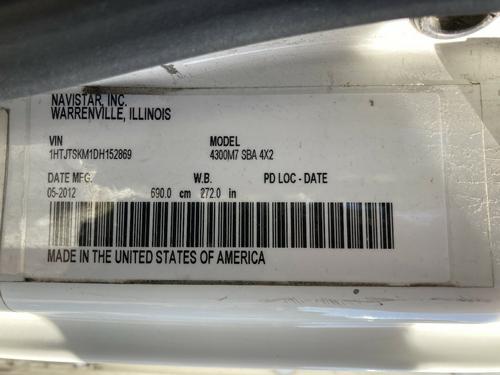 NAVISTAR, INC.
WARRENVILLE, ILLINOIS
VIN MODEL
1HTJTSKM1DH152869 4300M7 SBA 4X2
DATE MFG. W.B. PD LOC - DATE
05-2012 690.0 cm 272.0 in
MADE IN THE UNITED STATES OF AMERICA